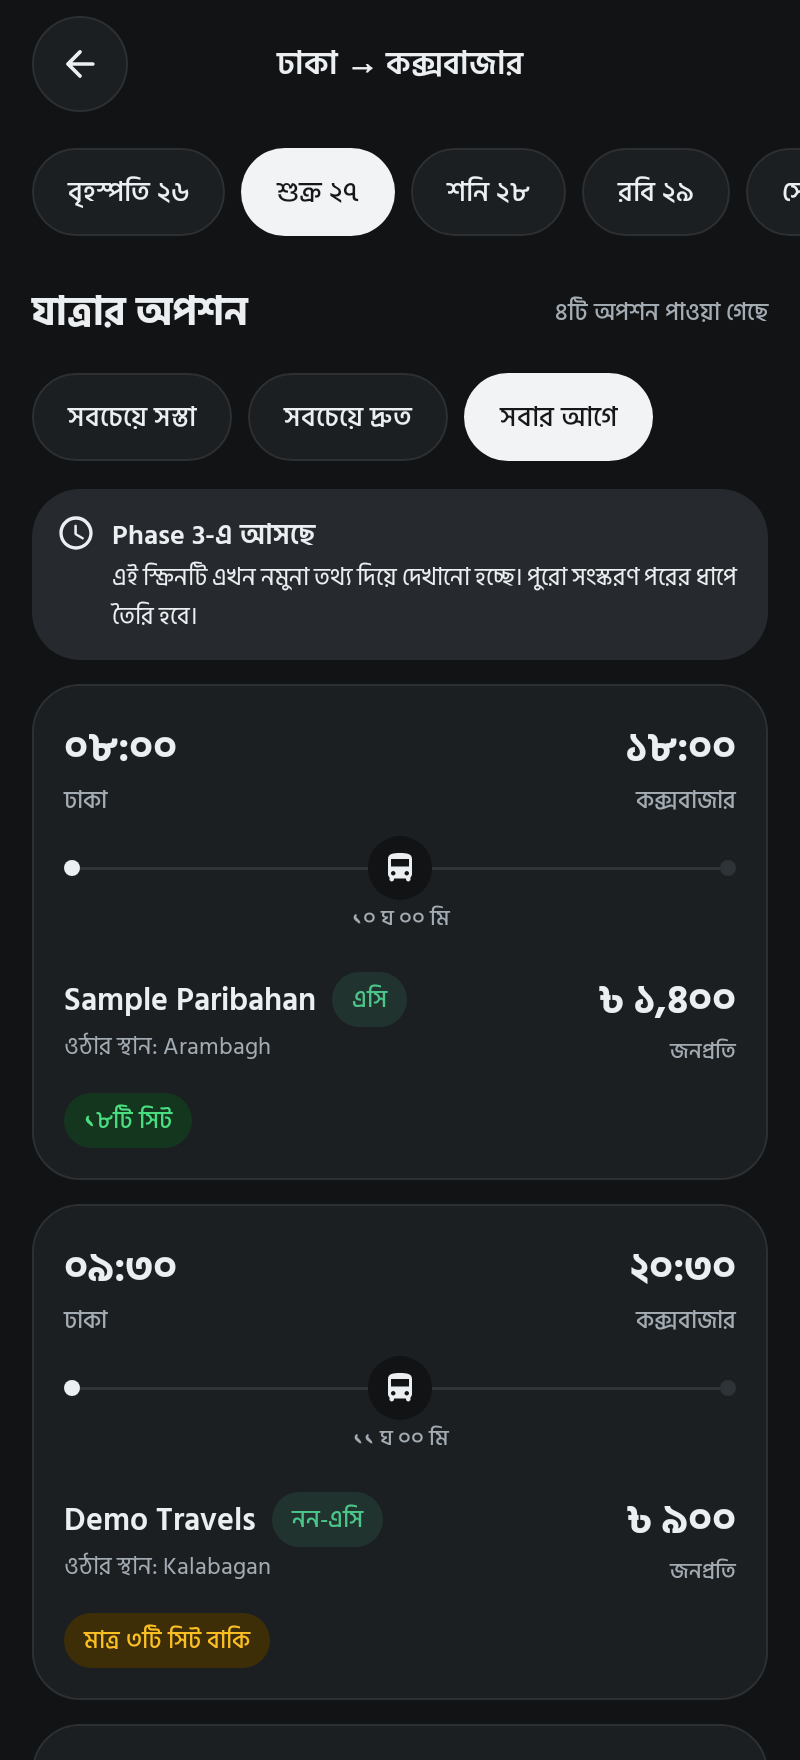 ঢাকা → কক্সবাজার
বৃহস্পতি ২৬ শুক্র ২৭ শনি ২৮ রবি ২৯
যাত্রার অপশন ৪টি অপশন পাওয়া গেছে
সবচেয়ে সস্তা সবচেয়ে দ্রুত সবার আগে
Phase 3-এ আসছে
এই স্ক্রিনটি এখন নমুনা তথ্য দিয়ে দেখানো হচ্ছে। পুরো সংস্করণ পরের ধাপে
তৈরি হবে।
০৮:০০ ১৮:০০
ঢাকা কক্সবাজার
১০ ঘ ০০ মি
Sample Paribahan এসি ৳ ১,৪০০
ওঠার স্থান: Arambagh জনপ্রতি
১৮টি সিট
০৯:৩০ ২০:৩০
ঢাকা কক্সবাজার
১১ ঘ ০০ মি
Demo Travels নন-এসি ৳ ৯০০
ওঠার স্থান: Kalabagan জনপ্রতি
মাত্র ৩টি সিট বাকি